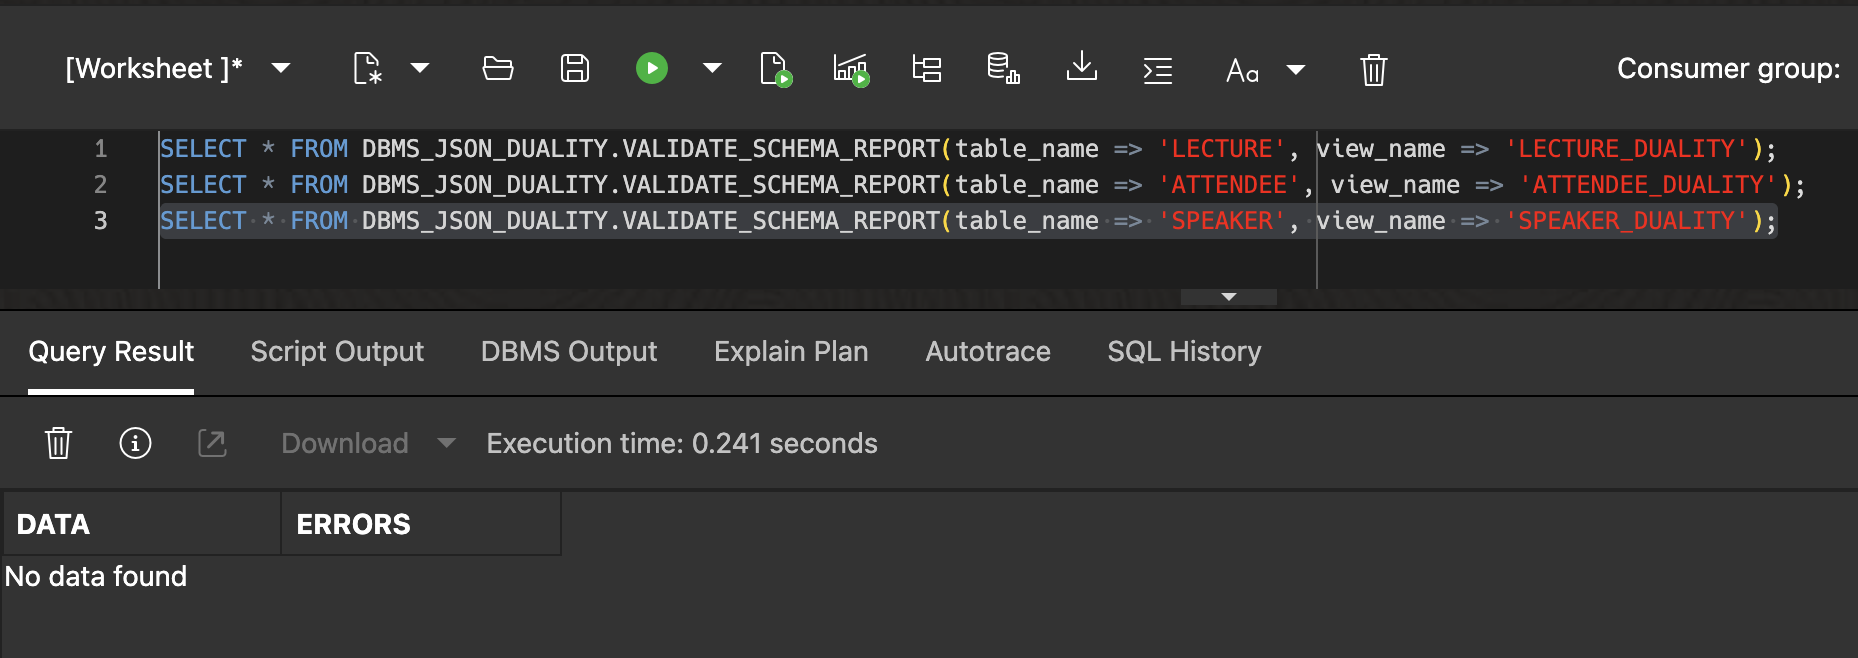 [Worksheet ]*
Aa
Consumer group:
1 SELECT * FROM DBMS_JSON_DUALITY.VALIDATE_SCHEMA_REPORT(table_name => 'LECTURE', view_name => 'LECTURE_DUALITY');
2 SELECT * FROM DBMS_JSON_DUALITY.VALIDATE_SCHEMA_REPORT(table_name => 'ATTENDEE', view_name => 'ATTENDEE_DUALITY');
3 SELECT * FROM DBMS_JSON_DUALITY.VALIDATE_SCHEMA_REPORT(table_name => 'SPEAKER', view_name => 'SPEAKER_DUALITY');
Query Result Script Output DBMS Output Explain Plan Autotrace SQL History
Download Execution time: 0.241 seconds
DATA ERRORS
No data found